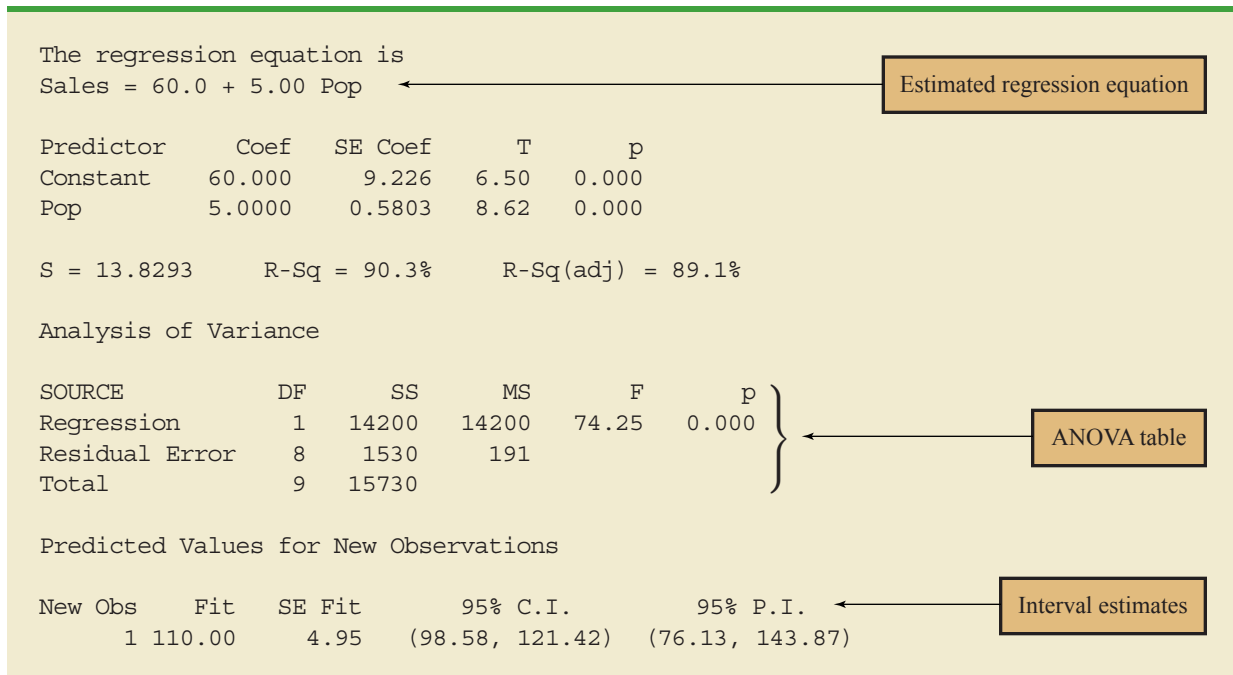 The regression equation is
Sales = 60.0 + 5.00 Pop
Estimated regression equation
Predictor Coef SE Coef T p
Constant 60.000 9.226 6.50 0.000
Pop 5.0000 0.5803 8.62 0.000
S = 13.8293 R-Sq = 90.3% R-Sq(adj) = 89.1%
Analysis of Variance
SOURCE DF SS MS F p
Regression 1 14200 14200 74.25 0.000
Residual Error 8 1530 191
Total 9 15730
ANOVA table
Predicted Values for New Observations
New Obs Fit SE Fit 95% C.I. 95% P.I.
1 110.00 4.95 (98.58, 121.42) (76.13, 143.87)
Interval estimates